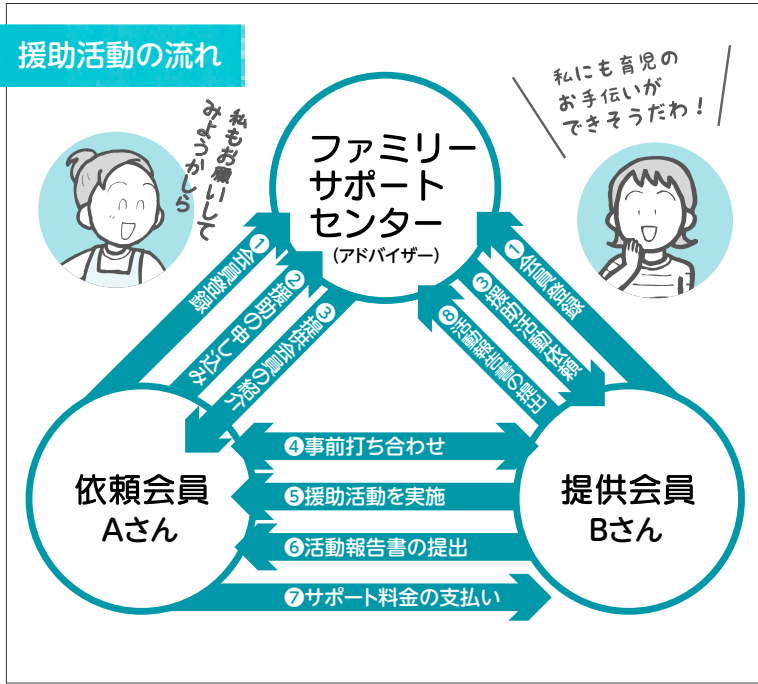 援助活動の流れ
私もお願いして
みようかしら
私にも育児の
お手伝いが
できそうだわ！
ファミリー
サポート
センター
（アドバイザー）
❶会員登録
❷援助の申し込み
❸提供会員の紹介
❶会員登録
❸援助活動依頼
❽活動報告書の提出
❹事前打ち合わせ
❺援助活動を実施
❻活動報告書の提出
❼サポート料金の支払い
依頼会員
Aさん
提供会員
Bさん